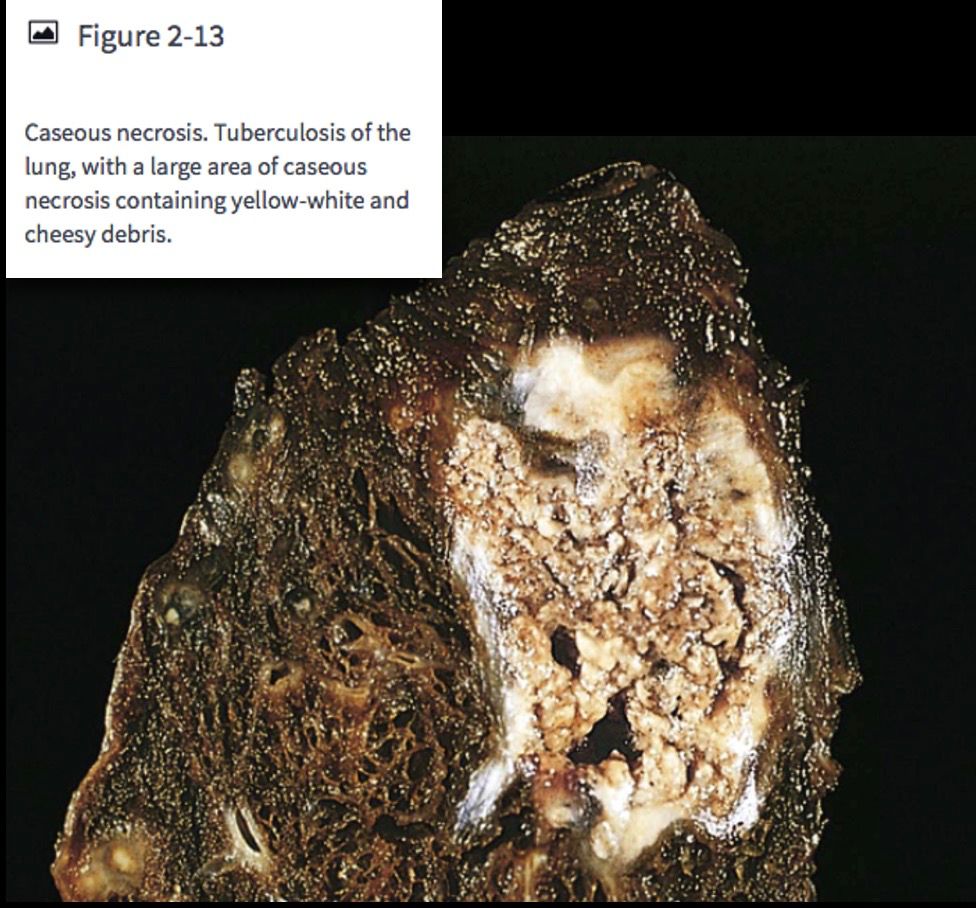 Figure 2-13
Caseous necrosis. Tuberculosis of the
lung, with a large area of caseous
necrosis containing yellow-white and
cheesy debris.